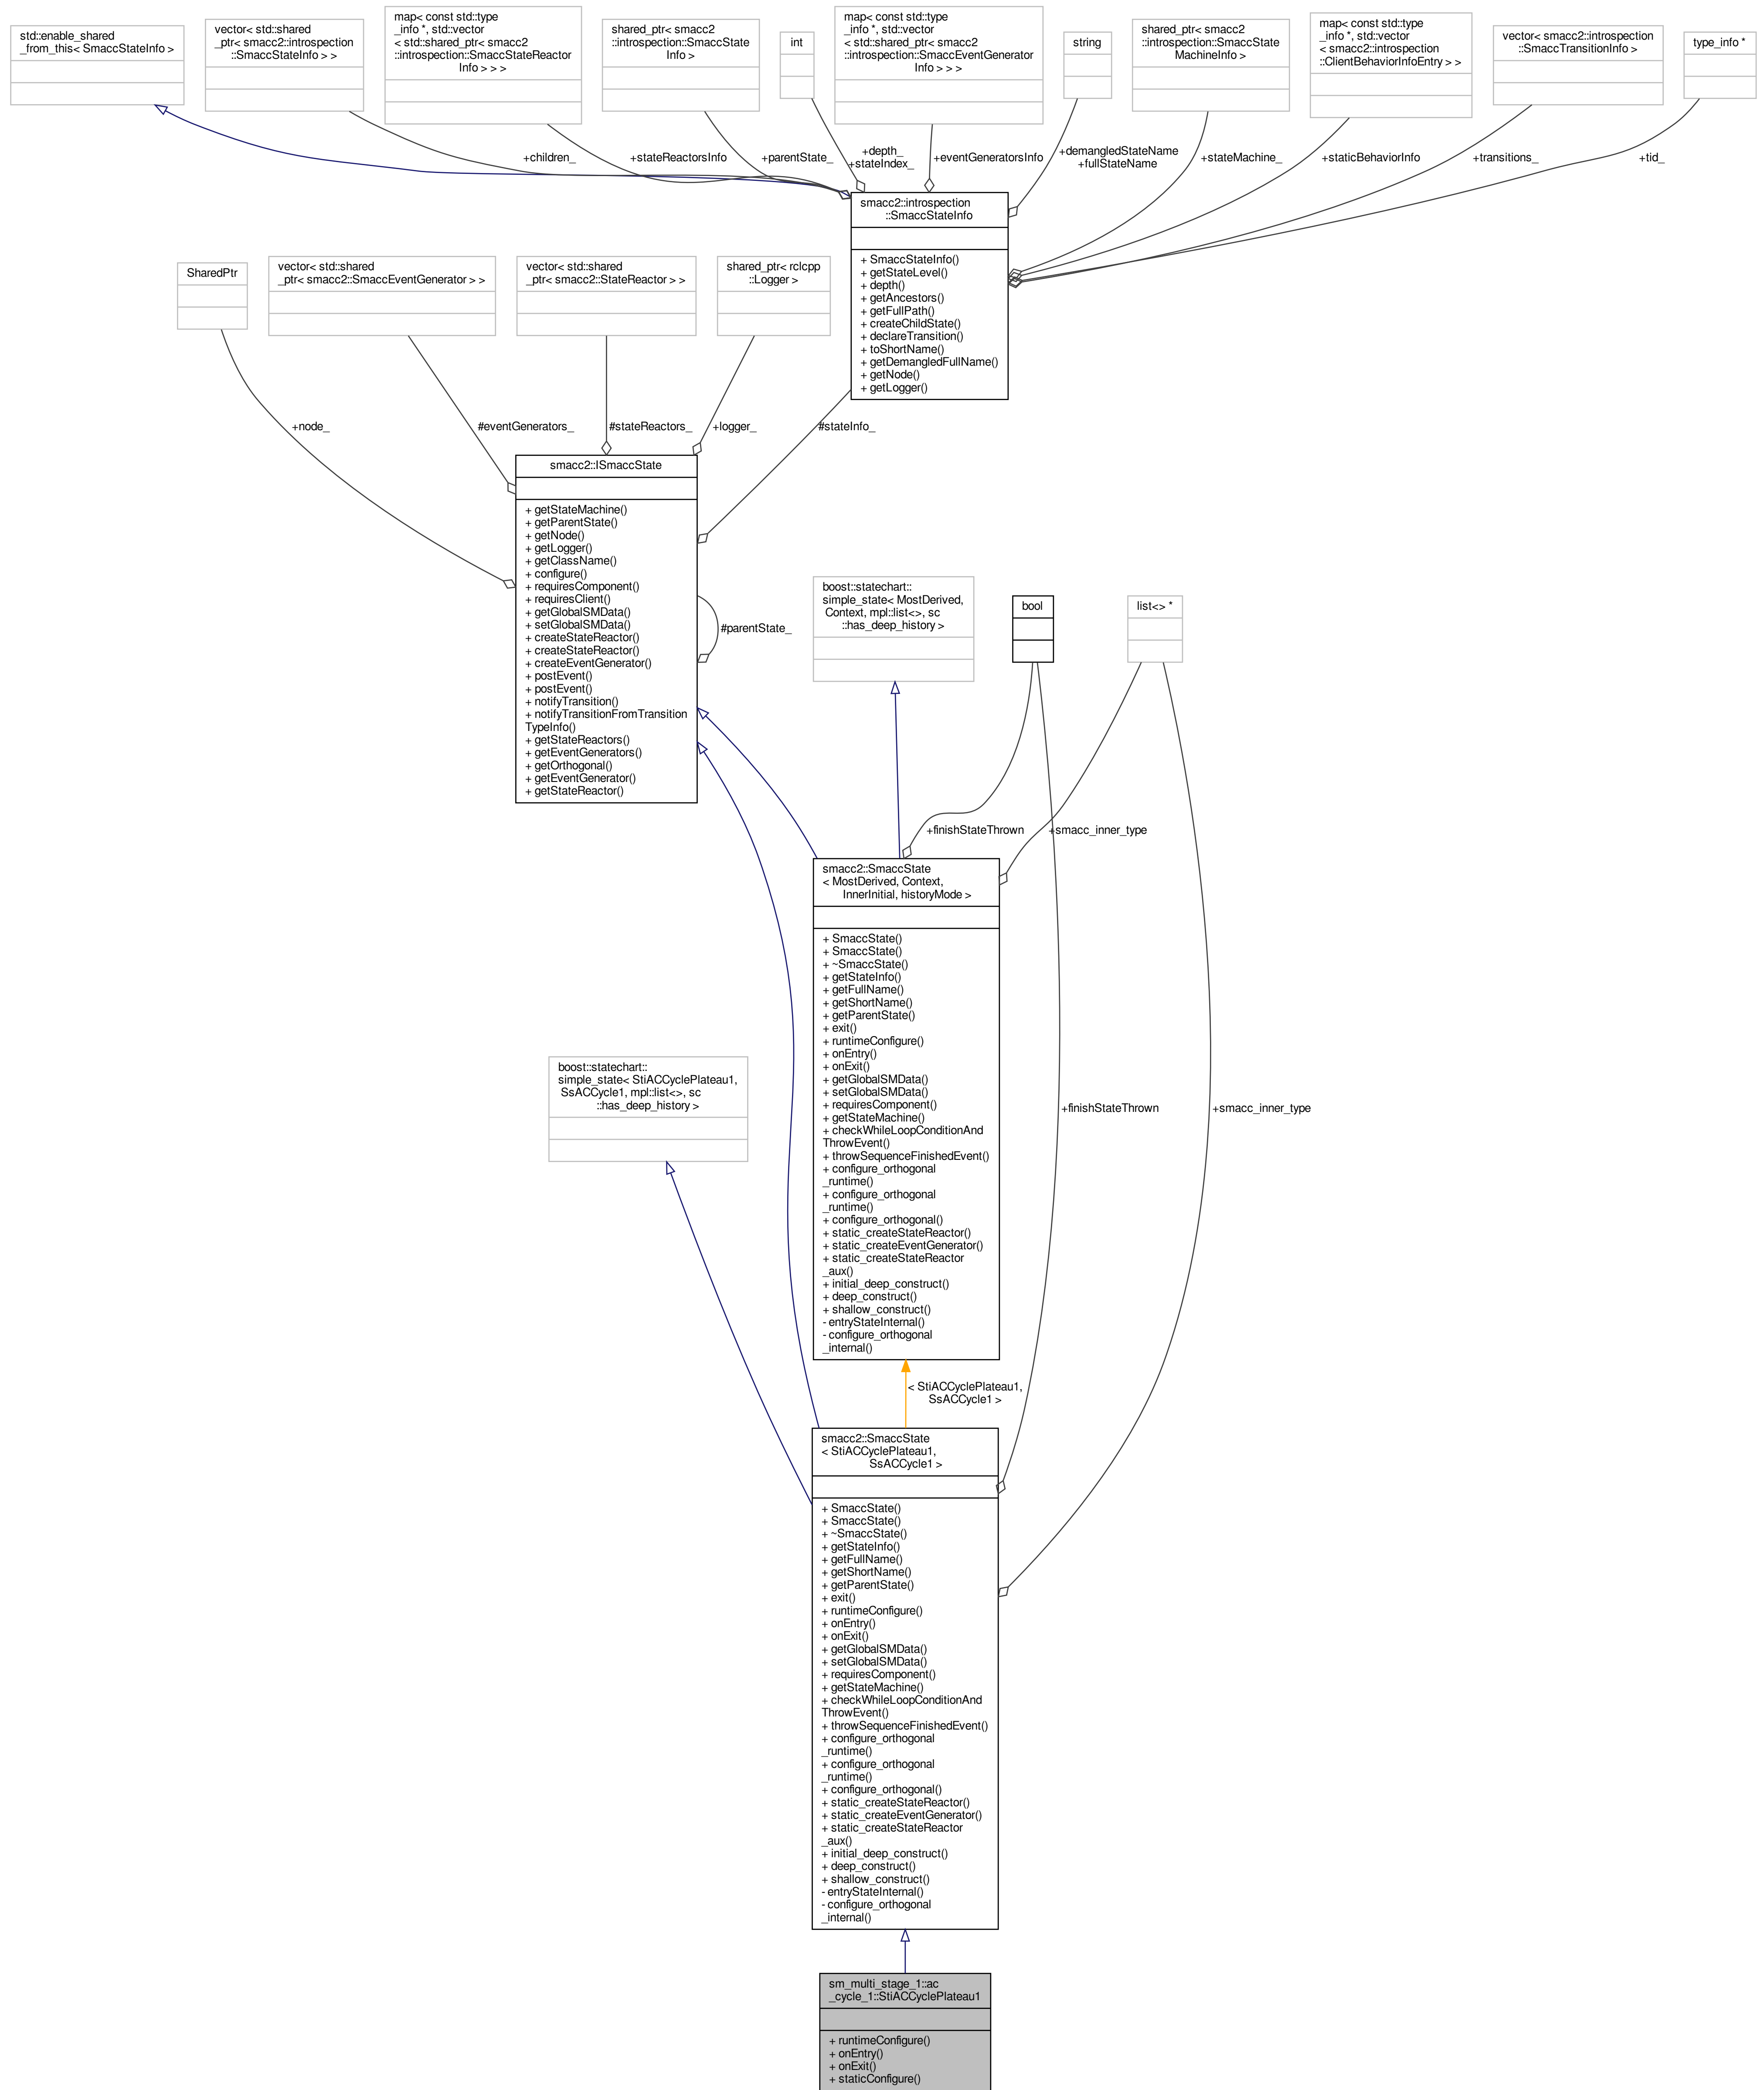 std::enable_shared
_from_this< SmaccStateInfo >
vector< std::shared
_ptr< smacc2::introspection
::SmaccStateInfo > >
map< const std::type
_info *, std::vector
< std::shared_ptr< smacc2
::introspection::SmaccStateReactor
Info > > >
shared_ptr< smacc2
::introspection::SmaccState
Info >
int
map< const std::type
_info *, std::vector
< std::shared_ptr< smacc2
::introspection::SmaccEventGenerator
Info > > >
string
shared_ptr< smacc2
::introspection::SmaccState
MachineInfo >
map< const std::type
_info *, std::vector
< smacc2::introspection
::ClientBehaviorInfoEntry > >
vector< smacc2::introspection
::SmaccTransitionInfo >
type_info *
+children_
+stateReactorsInfo
+parentState_
+depth_
+stateIndex_
+eventGeneratorsInfo
+demangledStateName
+fullStateName
+stateMachine_
+staticBehaviorInfo
+transitions_
+tid_
smacc2::introspection
::SmaccStateInfo
+ SmaccStateInfo()
+ getStateLevel()
+ depth()
+ getAncestors()
+ getFullPath()
+ createChildState()
+ declareTransition()
+ toShortName()
+ getDemangledFullName()
+ getNode()
+ getLogger()
SharedPtr
vector< std::shared
_ptr< smacc2::SmaccEventGenerator > >
vector< std::shared
_ptr< smacc2::StateReactor > >
shared_ptr< rclcpp
::Logger >
+node_
#eventGenerators_
#stateReactors_
+logger_
#stateInfo_
smacc2::ISmaccState
+ getStateMachine()
+ getParentState()
+ getNode()
+ getLogger()
+ getClassName()
+ configure()
+ requiresComponent()
+ requiresClient()
+ getGlobalSMData()
+ setGlobalSMData()
+ createStateReactor()
+ createStateReactor()
+ createEventGenerator()
+ postEvent()
+ postEvent()
+ notifyTransition()
+ notifyTransitionFromTransition
TypeInfo()
+ getStateReactors()
+ getEventGenerators()
+ getOrthogonal()
+ getEventGenerator()
+ getStateReactor()
#parentState_
boost::statechart::
simple_state< MostDerived,
Context, mpl::list<>, sc
::has_deep_history >
bool
list<> *
+finishStateThrown
+smacc_inner_type
smacc2::SmaccState
< MostDerived, Context,
InnerInitial, historyMode >
+ SmaccState()
+ SmaccState()
+ ~SmaccState()
+ getStateInfo()
+ getFullName()
+ getShortName()
+ getParentState()
+ exit()
+ runtimeConfigure()
+ onEntry()
+ onExit()
+ getGlobalSMData()
+ setGlobalSMData()
+ requiresComponent()
+ getStateMachine()
+ checkWhileLoopConditionAnd
ThrowEvent()
+ throwSequenceFinishedEvent()
+ configure_orthogonal
_runtime()
+ configure_orthogonal
_runtime()
+ configure_orthogonal()
+ static_createStateReactor()
+ static_createEventGenerator()
+ static_createStateReactor
_aux()
+ initial_deep_construct()
+ deep_construct()
+ shallow_construct()
- entryStateInternal()
- configure_orthogonal
_internal()
boost::statechart::
simple_state< StiACCyclePlateau1,
SsACCycle1, mpl::list<>, sc
::has_deep_history >
+finishStateThrown
+smacc_inner_type
< StiACCyclePlateau1,
SsACCycle1 >
smacc2::SmaccState
< StiACCyclePlateau1,
SsACCycle1 >
+ SmaccState()
+ SmaccState()
+ ~SmaccState()
+ getStateInfo()
+ getFullName()
+ getShortName()
+ getParentState()
+ exit()
+ runtimeConfigure()
+ onEntry()
+ onExit()
+ getGlobalSMData()
+ setGlobalSMData()
+ requiresComponent()
+ getStateMachine()
+ checkWhileLoopConditionAnd
ThrowEvent()
+ throwSequenceFinishedEvent()
+ configure_orthogonal
_runtime()
+ configure_orthogonal
_runtime()
+ configure_orthogonal()
+ static_createStateReactor()
+ static_createEventGenerator()
+ static_createStateReactor
_aux()
+ initial_deep_construct()
+ deep_construct()
+ shallow_construct()
- entryStateInternal()
- configure_orthogonal
_internal()
sm_multi_stage_1::ac
_cycle_1::StiACCyclePlateau1
+ runtimeConfigure()
+ onEntry()
+ onExit()
+ staticConfigure()